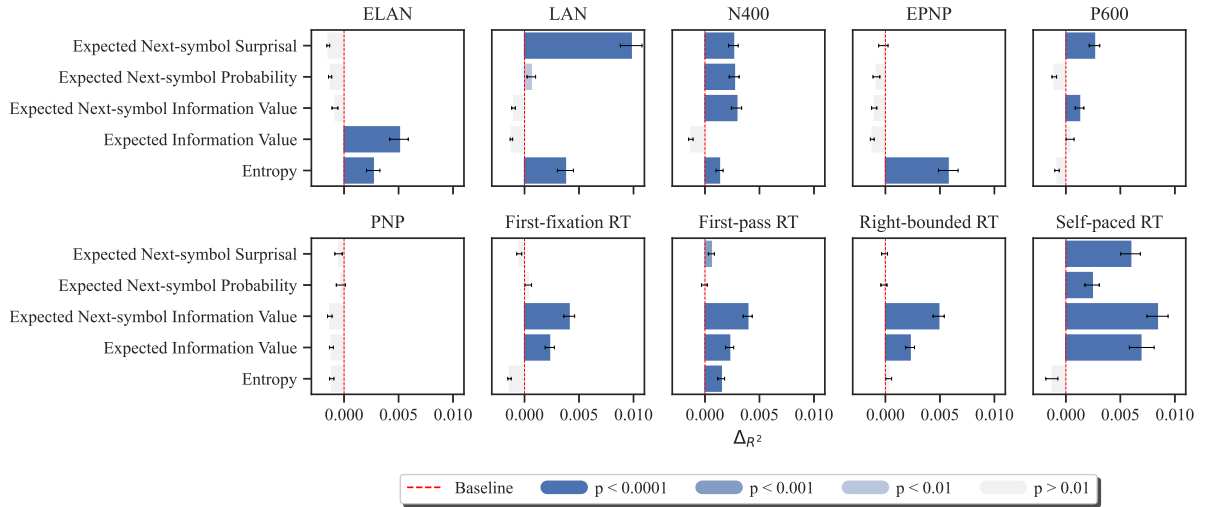 ELAN LAN N400 EPNP P600
Expected Next-symbol Surprisal
Expected Next-symbol Probability
Expected Next-symbol Information Value
Expected Information Value
Entropy
PNP First-fixation RT First-pass RT Right-bounded RT Self-paced RT
Expected Next-symbol Surprisal
Expected Next-symbol Probability
Expected Next-symbol Information Value
Expected Information Value
Entropy
0.000 0.005 0.010 0.000 0.005 0.010 0.000 0.005 0.010 0.000 0.005 0.010 0.000 0.005 0.010
Δ_R²
Baseline p < 0.0001 p < 0.001 p < 0.01 p > 0.01